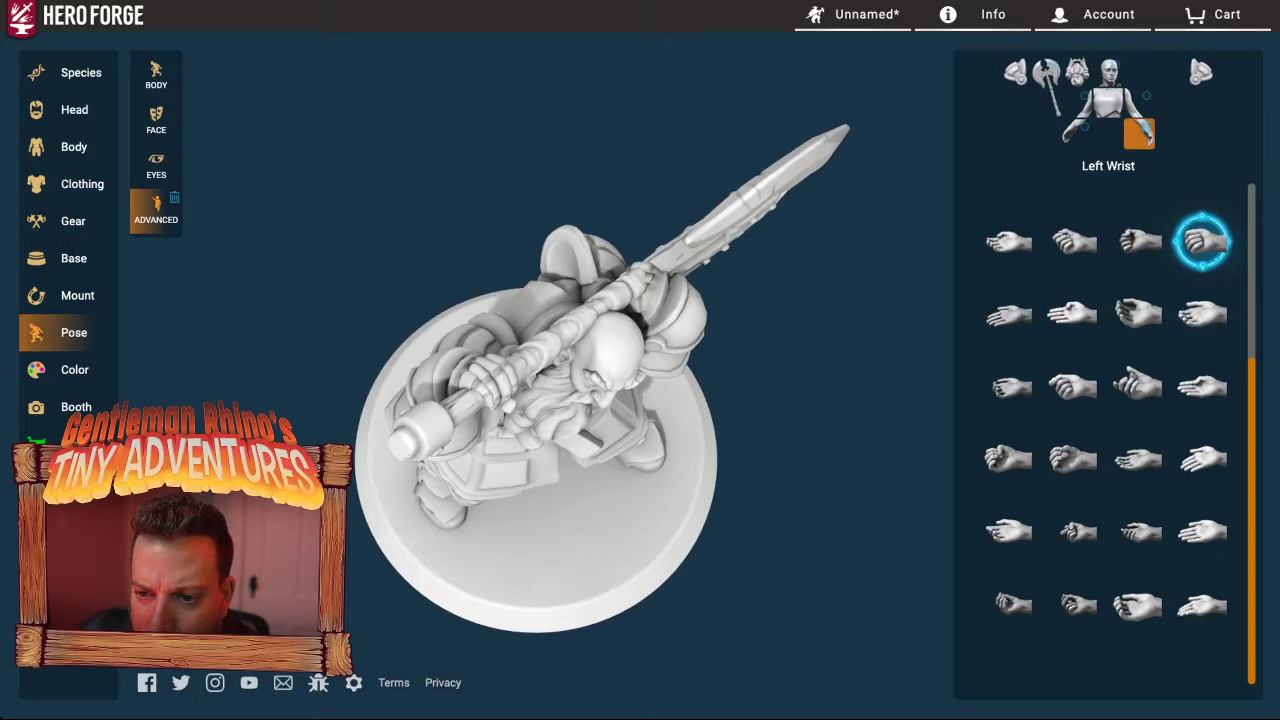 HERO FORGE
Unnamed*
Info
Account
Cart
Species
Head
Body
Clothing
Gear
Base
Mount
Pose
Color
Booth
BODY
FACE
EYES
ADVANCED
Left Wrist
Gentleman Rhino's
TINY ADVENTURES
Terms
Privacy